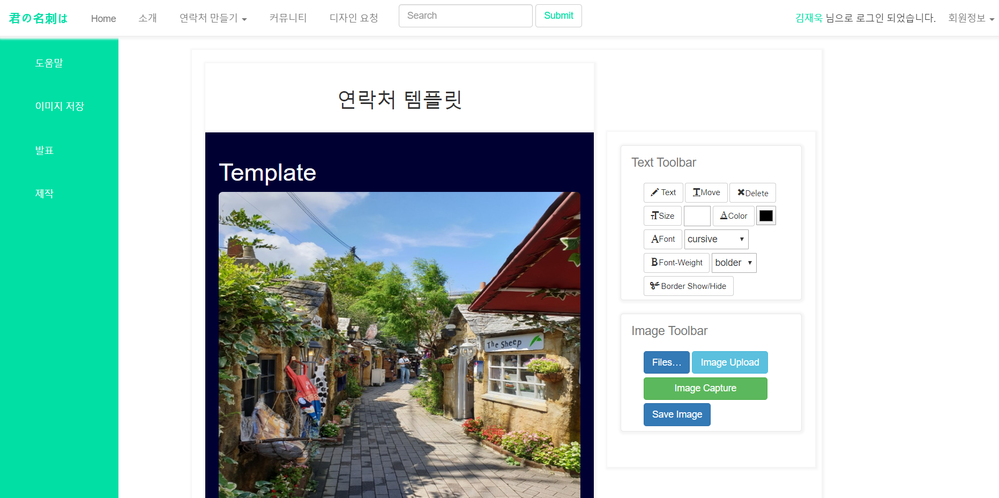 君の名刺は Home 소개 연락처 만들기 커뮤니티 디자인 요청 Search Submit 김재욱 님으로 로그인 되었습니다. 회원정보
도움말
이미지 저장
발표
제작
연락처 템플릿
Template
The Sheep
Text Toolbar
Text Move Delete
Size Color
Font cursive
Font-Weight bolder
Border Show/Hide
Image Toolbar
Files... Image Upload
Image Capture
Save Image